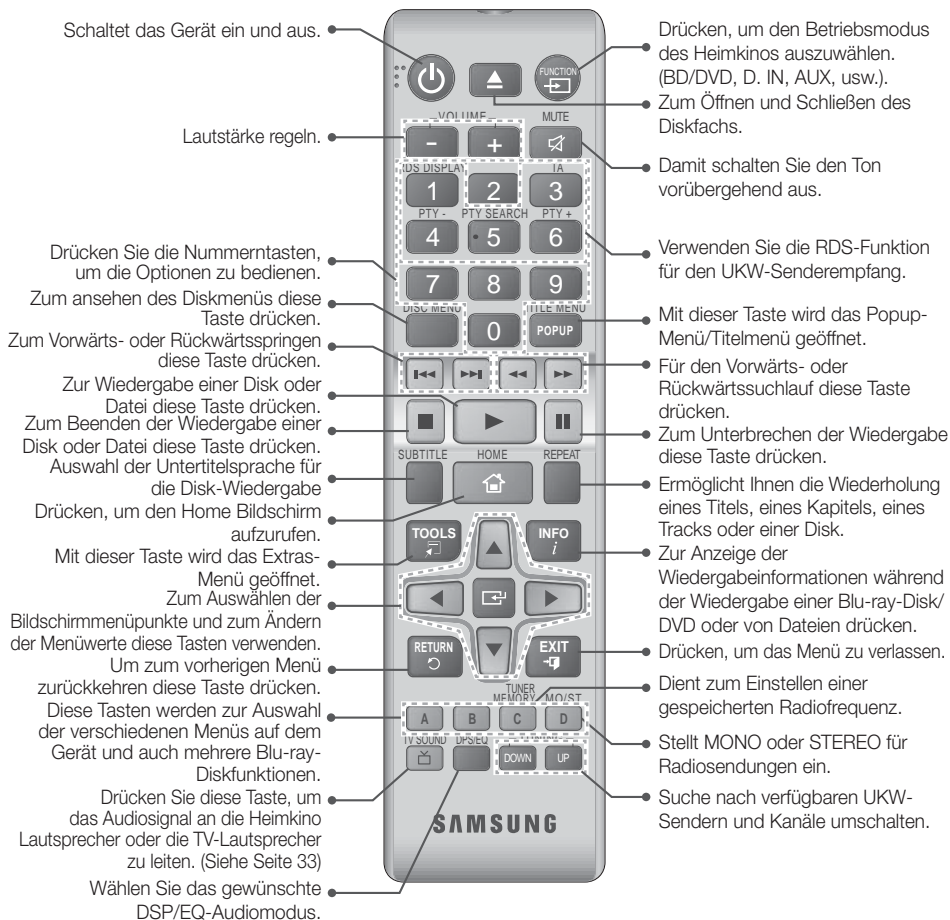 Schaltet das Gerät ein und aus.
Lautstärke regeln.
Drücken Sie die Nummerntasten,
um die Optionen zu bedienen.
Zum ansehen des Diskmenüs diese
Taste drücken.
Zum Vorwärts- oder Rückwärtsspringen
diese Taste drücken.
Zur Wiedergabe einer Disk oder
Datei diese Taste drücken.
Zum Beenden der Wiedergabe einer
Disk oder Datei diese Taste drücken.
Auswahl der Untertitelsprache für
die Disk-Wiedergabe
Drücken, um den Home Bildschirm
aufzurufen.
Mit dieser Taste wird das Extras-
Menü geöffnet.
Zum Auswählen der
Bildschirmmenüpunkte und zum Ändern
der Menüwerte diese Tasten verwenden.
Um zum vorherigen Menü
zurückkehren diese Taste drücken.
Diese Tasten werden zur Auswahl
der verschiedenen Menüs auf dem
Gerät und auch mehrere Blu-ray-
Diskfunktionen.
Drücken Sie diese Taste, um
das Audiosignal an die Heimkino
Lautsprecher oder die TV-Lautsprecher
zu leiten. (Siehe Seite 33)
Wählen Sie das gewünschte
DSP/EQ-Audiomodus.
FUNCTION
VOLUME MUTE
- +
RDS DISPLAY TA
1 2 3
PTY - PTY SEARCH PTY +
4 5 6
7 8 9
DISC MENU TITLE MENU
0 POPUP
SUBTITLE HOME REPEAT
TOOLS INFO
i
RETURN EXIT
TUNER
MEMORY MO/ST
A B C D
TV SOUND DPS/EQ
DOWN UP
SAMSUNG
Drücken, um den Betriebsmodus
des Heimkinos auszuwählen.
(BD/DVD, D. IN, AUX, usw.).
Zum Öffnen und Schließen des
Diskfachs.
Damit schalten Sie den Ton
vorübergehend aus.
Verwenden Sie die RDS-Funktion
für den UKW-Senderempfang.
Mit dieser Taste wird das Popup-
Menü/Titelmenü geöffnet.
Für den Vorwärts- oder
Rückwärtssuchlauf diese Taste
drücken.
Zum Unterbrechen der Wiedergabe
diese Taste drücken.
Ermöglicht Ihnen die Wiederholung
eines Titels, eines Kapitels, eines
Tracks oder einer Disk.
Zur Anzeige der
Wiedergabeinformationen während
der Wiedergabe einer Blu-ray-Disk/
DVD oder von Dateien drücken.
Drücken, um das Menü zu verlassen.
Dient zum Einstellen einer
gespeicherten Radiofrequenz.
Stellt MONO oder STEREO für
Radiosendungen ein.
Suche nach verfügbaren UKW-
Sendern und Kanäle umschalten.